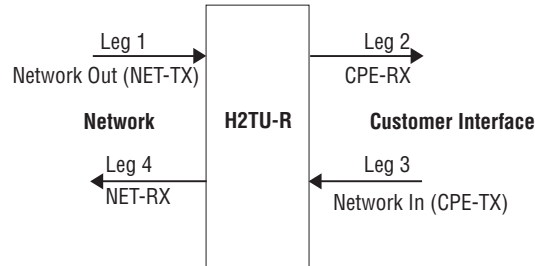 Leg 1
Network Out (NET-TX)
Leg 2
CPE-RX
Network
H2TU-R
Customer Interface
Leg 4
NET-RX
Leg 3
Network In (CPE-TX)